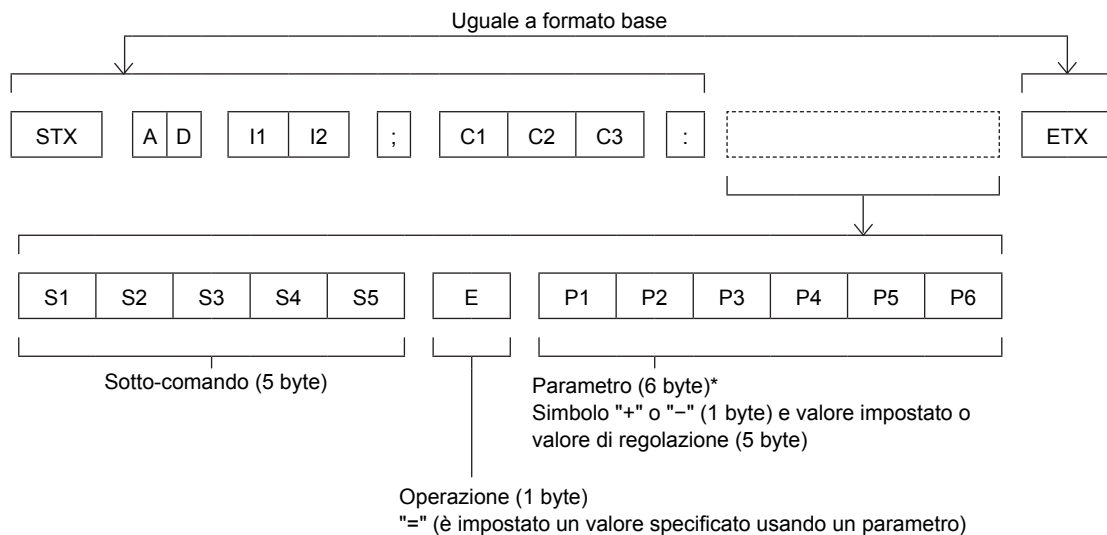 Uguale a formato base
STX A D I1 I2 ; C1 C2 C3 : ETX
S1 S2 S3 S4 S5 E P1 P2 P3 P4 P5 P6
Sotto-comando (5 byte)
Parametro (6 byte)*
Simbolo "+" o "−" (1 byte) e valore impostato o
valore di regolazione (5 byte)
Operazione (1 byte)
"=" (è impostato un valore specificato usando un parametro)